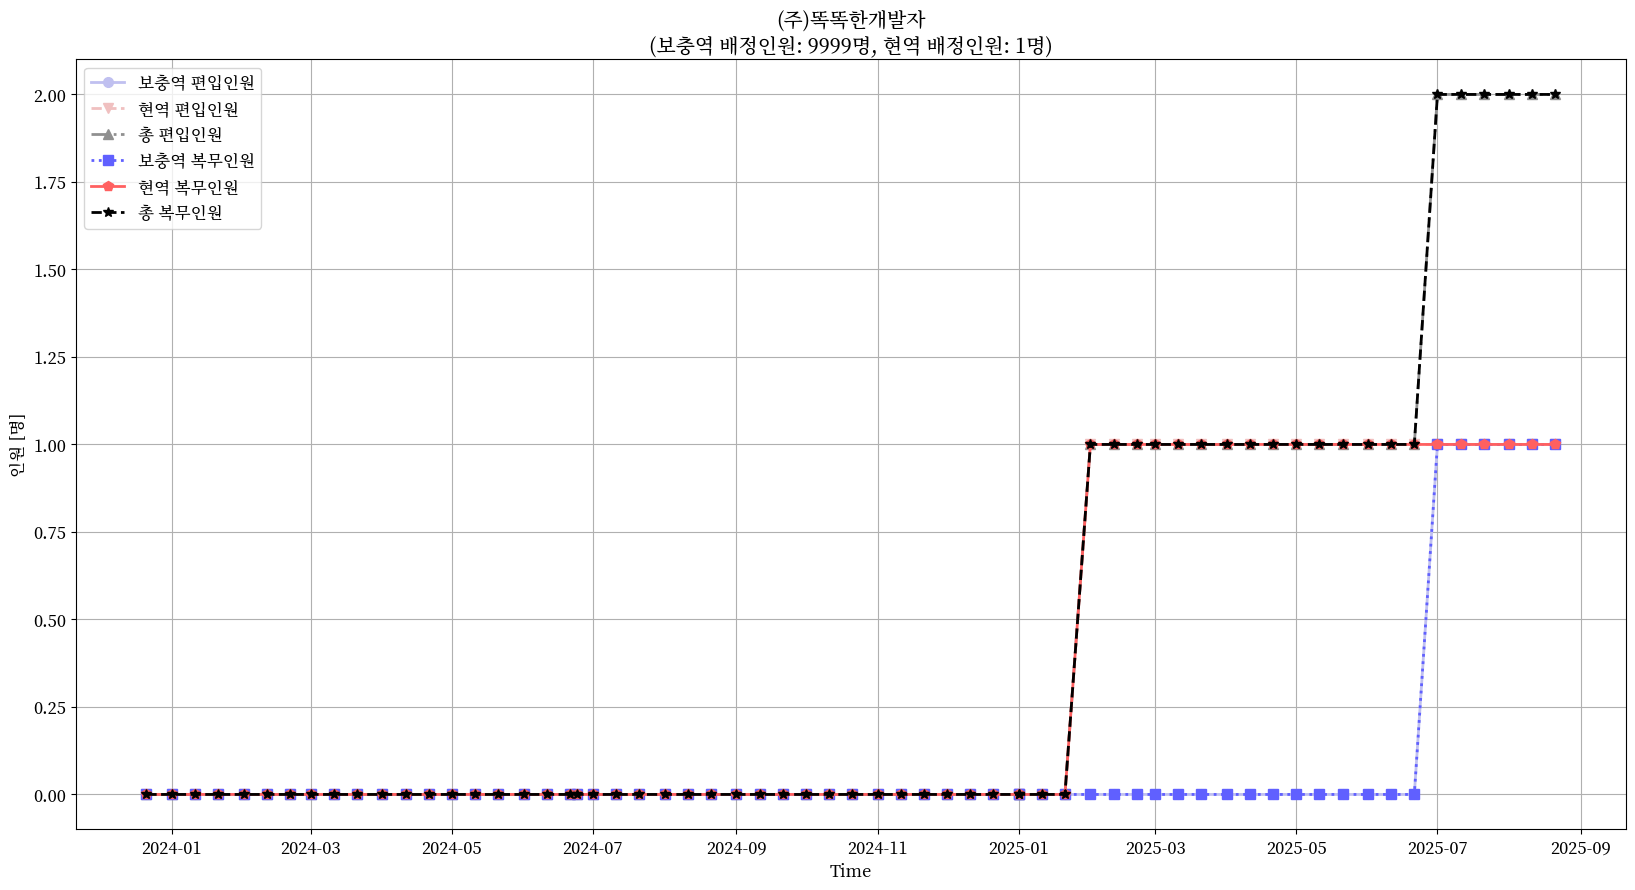 (주)똑똑한개발자
(보충역 배정인원: 9999명, 현역 배정인원: 1명)
보충역 편입인원
현역 편입인원
총 편입인원
보충역 복무인원
현역 복무인원
총 복무인원
2.00
1.75
1.50
1.25
1.00
0.75
0.50
0.25
0.00
인원 [명]
2024-01
2024-03
2024-05
2024-07
2024-09
2024-11
2025-01
2025-03
2025-05
2025-07
2025-09
Time